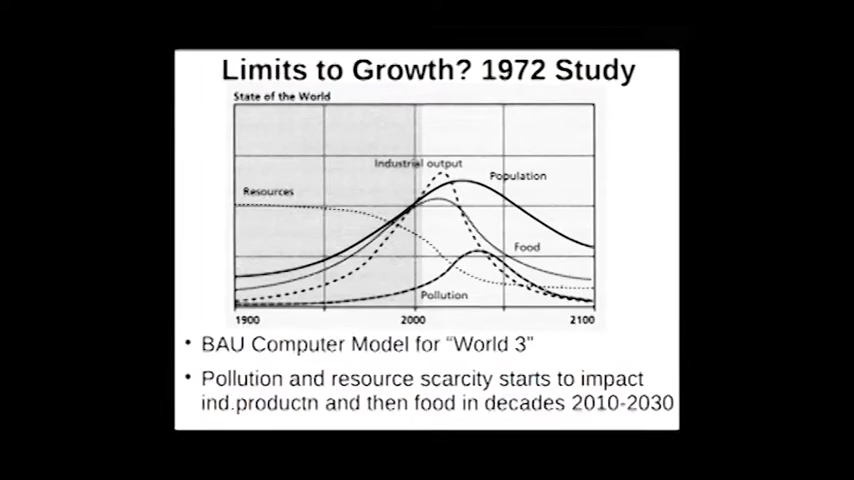 Limits to Growth? 1972 Study
State of the World
Industrial output
Population
Resources
Food
Pollution
1900
2000
2100
• BAU Computer Model for “World 3”
• Pollution and resource scarcity starts to impact
ind.productn and then food in decades 2010-2030